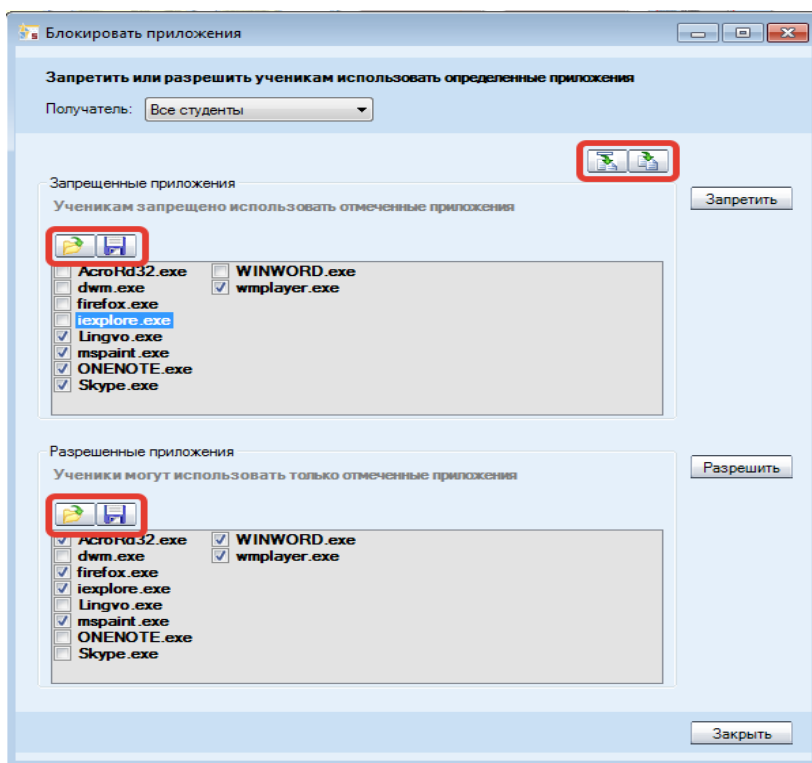 Блокировать приложения
Запретить или разрешить ученикам использовать определенные приложения
Получатель: Все студенты
Запрещенные приложения
Запретить
Ученикам запрещено использовать отмеченные приложения
AcroRd32.exe WINWORD.exe
dwm.exe wmplayer.exe
firefox.exe
iexplore.exe
Lingvo.exe
mspaint.exe
ONENOTE.exe
Skype.exe
Разрешенные приложения
Разрешить
Ученики могут использовать только отмеченные приложения
AcroRd32.exe WINWORD.exe
dwm.exe wmplayer.exe
firefox.exe
iexplore.exe
Lingvo.exe
mspaint.exe
ONENOTE.exe
Skype.exe
Закрыть